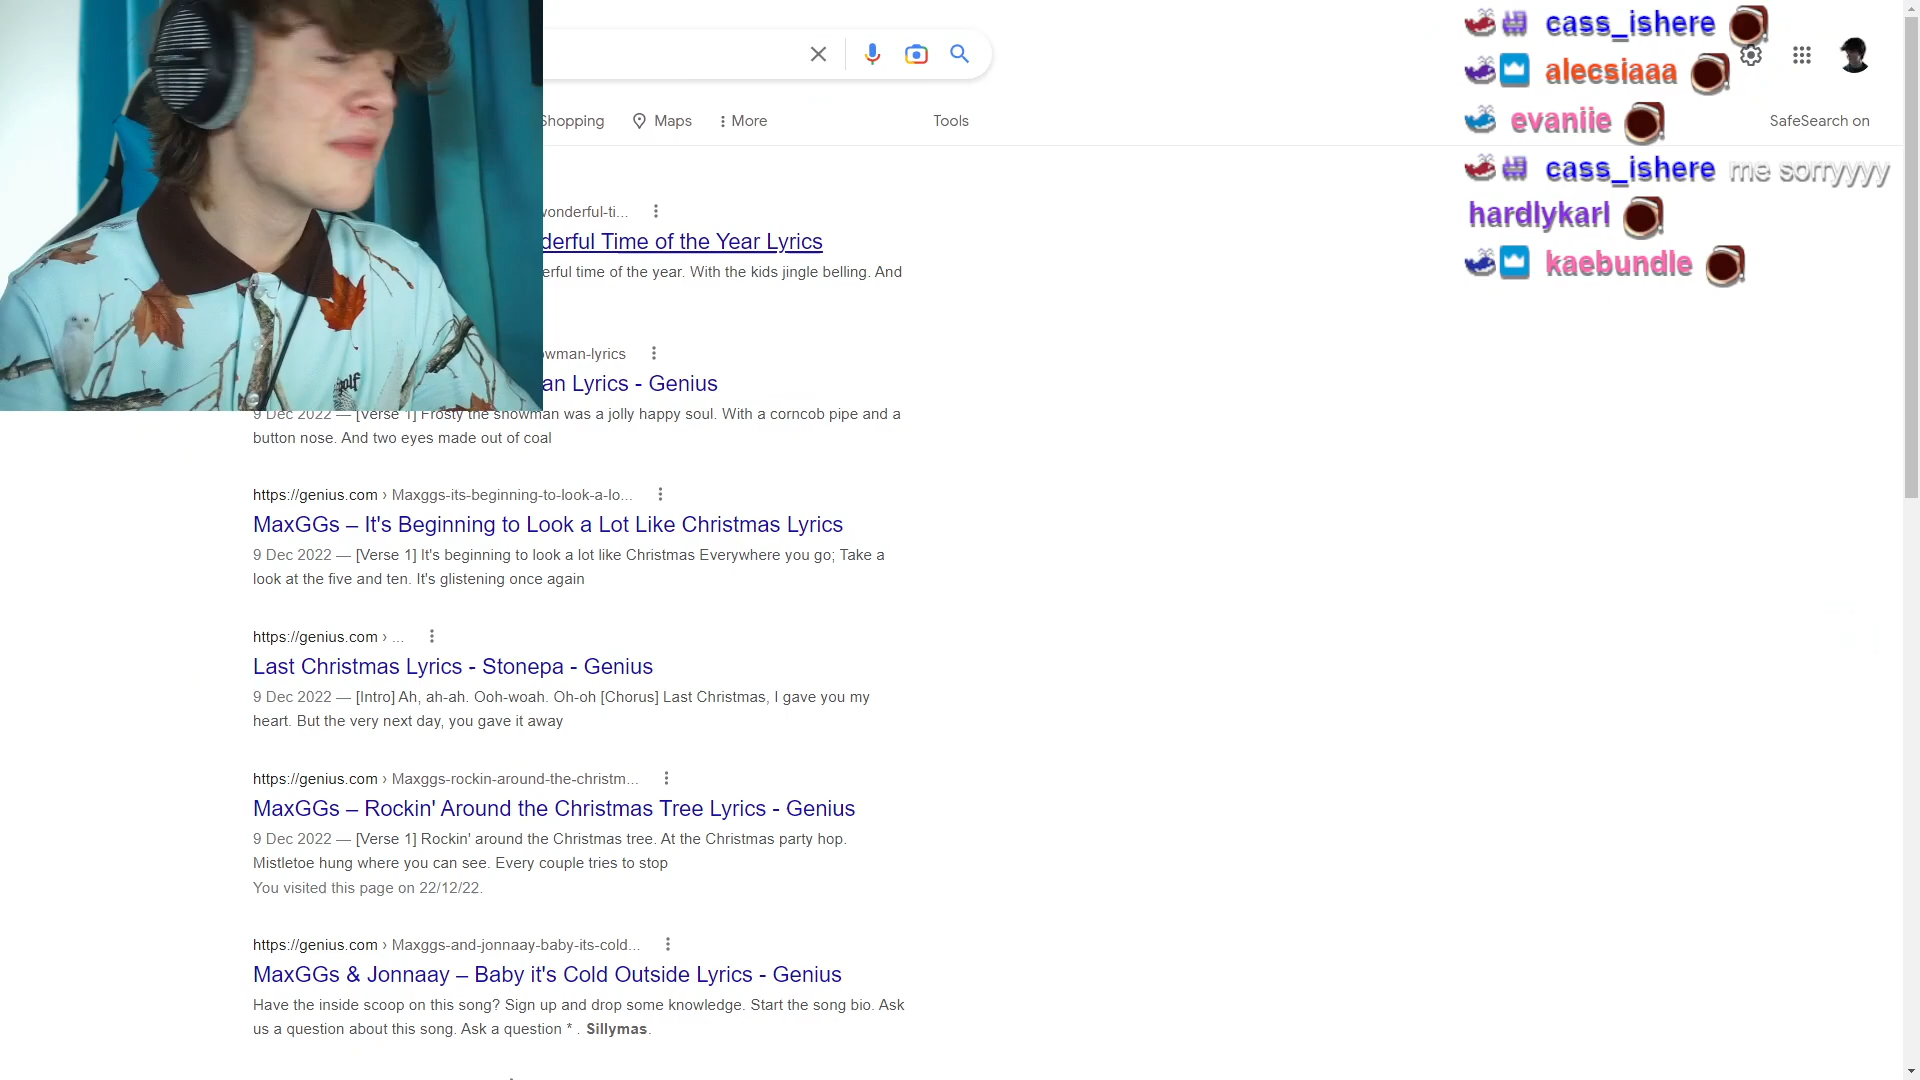 cass_ishere
alecsiaaa
evaniie
cass_ishere me sorryyyy
hardlykarl
kaebundle
Shopping
Maps
More
Tools
SafeSearch on
wonderful-ti...
derful Time of the Year Lyrics
erful time of the year. With the kids jingle belling. And
owman-lyrics
an Lyrics - Genius
9 Dec 2022 — [Verse 1] Frosty the snowman was a jolly happy soul. With a corncob pipe and a
button nose. And two eyes made out of coal
https://genius.com › Maxggs-its-beginning-to-look-a-lo...
MaxGGs – It's Beginning to Look a Lot Like Christmas Lyrics
9 Dec 2022 — [Verse 1] It's beginning to look a lot like Christmas Everywhere you go; Take a
look at the five and ten. It's glistening once again
https://genius.com › ...
Last Christmas Lyrics - Stonepa - Genius
9 Dec 2022 — [Intro] Ah, ah-ah. Ooh-woah. Oh-oh [Chorus] Last Christmas, I gave you my
heart. But the very next day, you gave it away
https://genius.com › Maxggs-rockin-around-the-christm...
MaxGGs – Rockin' Around the Christmas Tree Lyrics - Genius
9 Dec 2022 — [Verse 1] Rockin' around the Christmas tree. At the Christmas party hop.
Mistletoe hung where you can see. Every couple tries to stop
You visited this page on 22/12/22.
https://genius.com › Maxggs-and-jonnaay-baby-its-cold...
MaxGGs & Jonnaay – Baby it's Cold Outside Lyrics - Genius
Have the inside scoop on this song? Sign up and drop some knowledge. Start the song bio. Ask
us a question about this song. Ask a question * . Sillymas.